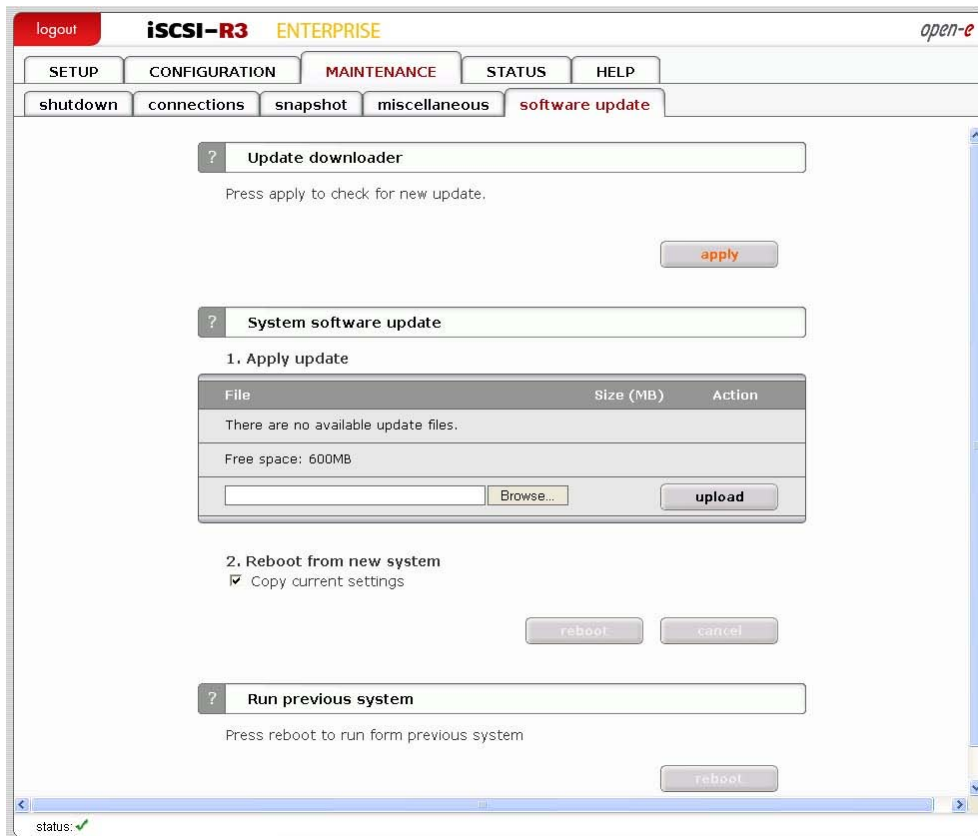 logout iSCSI-R3 ENTERPRISE open-e
SETUP CONFIGURATION MAINTENANCE STATUS HELP
shutdown connections snapshot miscellaneous software update
? Update downloader
Press apply to check for new update.
apply
? System software update
1. Apply update
File Size (MB) Action
There are no available update files.
Free space: 600MB
Browse... upload
2. Reboot from new system
Copy current settings
reboot cancel
? Run previous system
Press reboot to run form previous system
reboot
status: